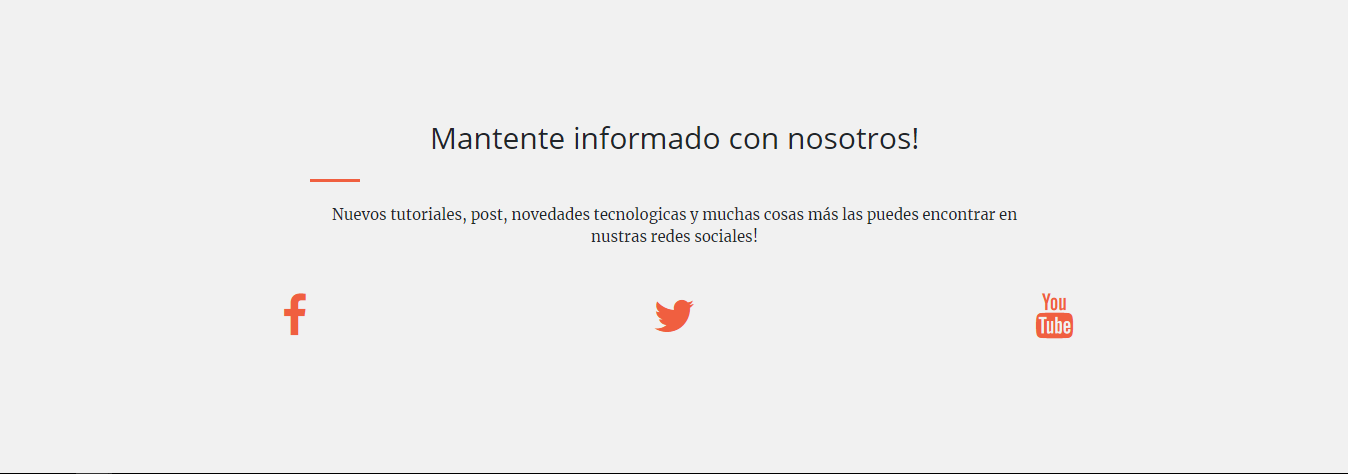 Mantente informado con nosotros!
Nuevos tutoriales, post, novedades tecnologicas y muchas cosas más las puedes encontrar en
nustras redes sociales!
You
Tube